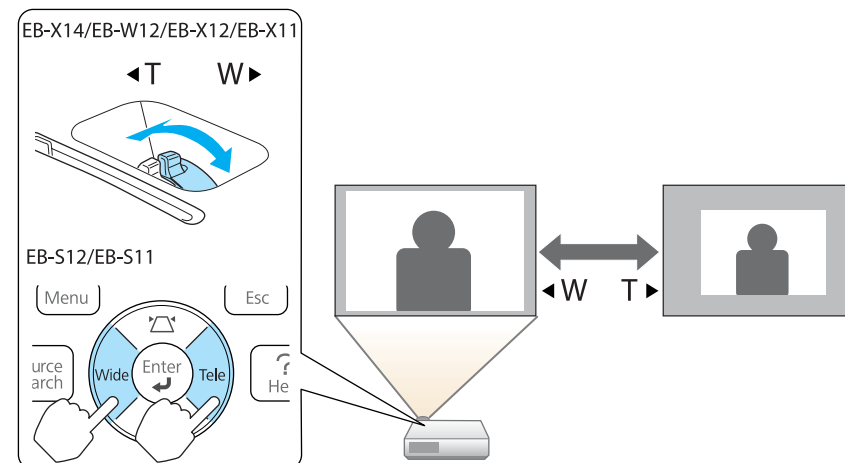 EB-X14/EB-W12/EB-X12/EB-X11
◄T W►
EB-S12/EB-S11
Menu Esc
urce
arch
Wide Enter Tele
?
He
◄W T►